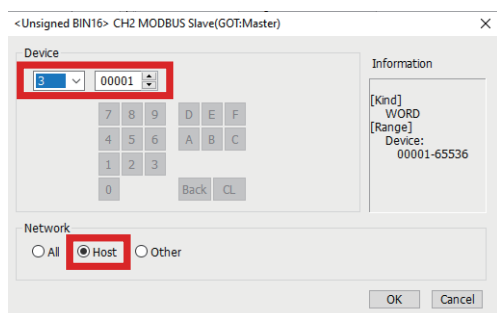 <Unsigned BIN16> CH2 MODBUS Slave(GOT:Master)
Device
3 00001
7 8 9 D E F
4 5 6 A B C
1 2 3
0 Back CL
Information
[Kind]
WORD
[Range]
Device:
00001-65536
Network
All Host Other
OK Cancel